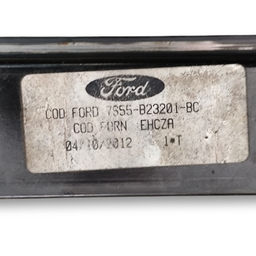 Ford
COD FORD 7S55-B23201-BC
COD FORN EHCZA
04/10/2012 1*T